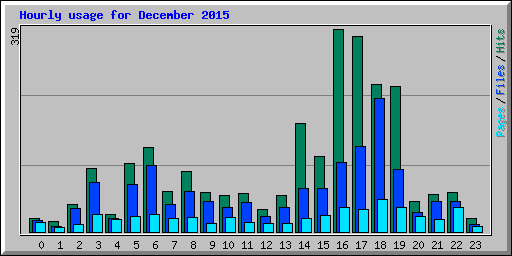 Hourly usage for December 2015
319
Pages/Files/Hits
0 1 2 3 4 5 6 7 8 9 10 11 12 13 14 15 16 17 18 19 20 21 22 23